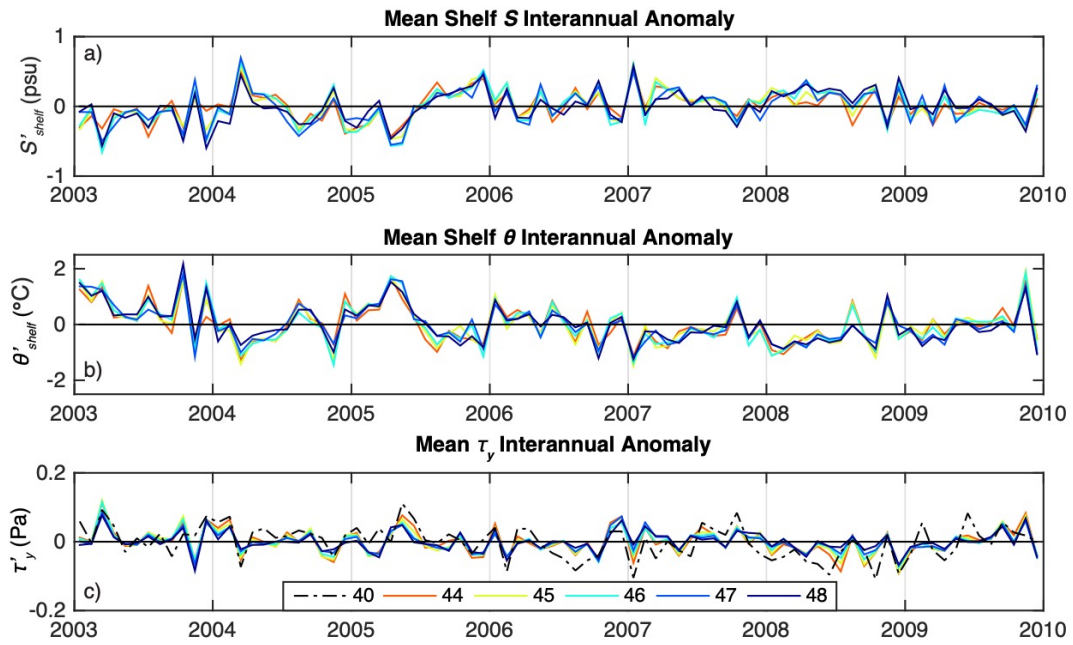 Mean Shelf S Interannual Anomaly
a)
S'shelf (psu)
1
0
-1
2003 2004 2005 2006 2007 2008 2009 2010
Mean Shelf θ Interannual Anomaly
θ'shelf (°C)
2
0
-2
b)
2003 2004 2005 2006 2007 2008 2009 2010
Mean τy Interannual Anomaly
τ'y (Pa)
0.2
0
-0.2
c)
40 44 45 46 47 48
2003 2004 2005 2006 2007 2008 2009 2010